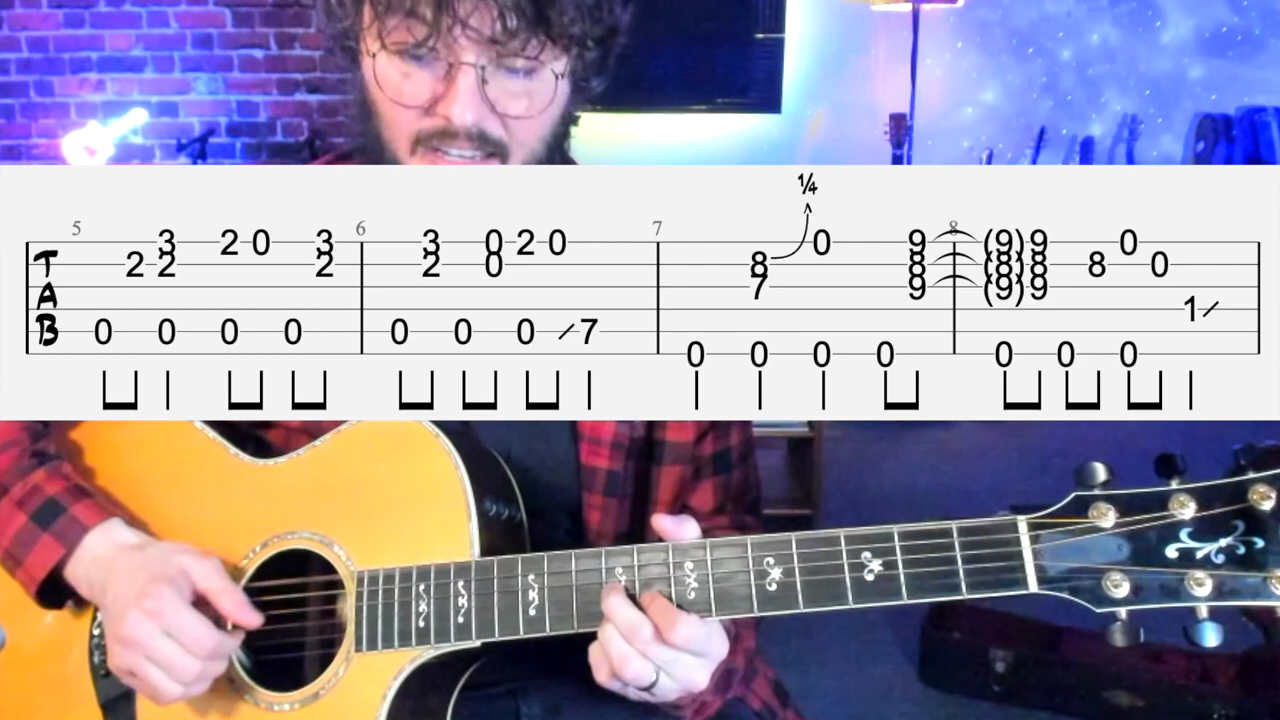 ¼
5 3 2 0 3 6 3 0 2 0 7 0 9 8 (9) 9 0
T 2 2 2 2 0 8 8 (8) 8 8 0
A 7 9 (9) 9
1
B 0 0 0 0 0 0 0 7
0 0 0 0 0 0 0